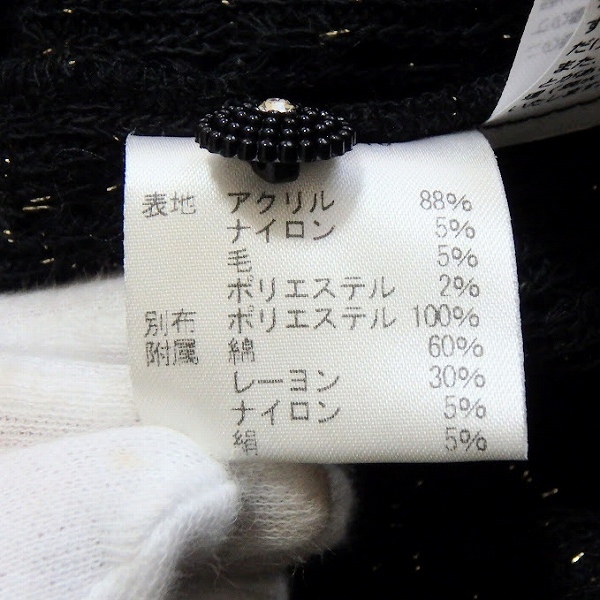 表地 アクリル 88%
ナイロン 5%
毛 5%
ポリエステル 2%
別布 ポリエステル 100%
附属 綿 60%
レーヨン 30%
ナイロン 5%
絹 5%
また